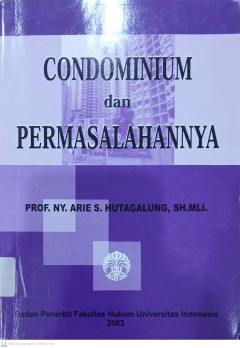 CONDOMINIUM
dan
PERMASALAHANNYA
PROF. NY. ARIE S. HUTAGALUNG, SH.MLI.
Badan Penerbit Fakultas Hukum Universitas Indonesia
2003